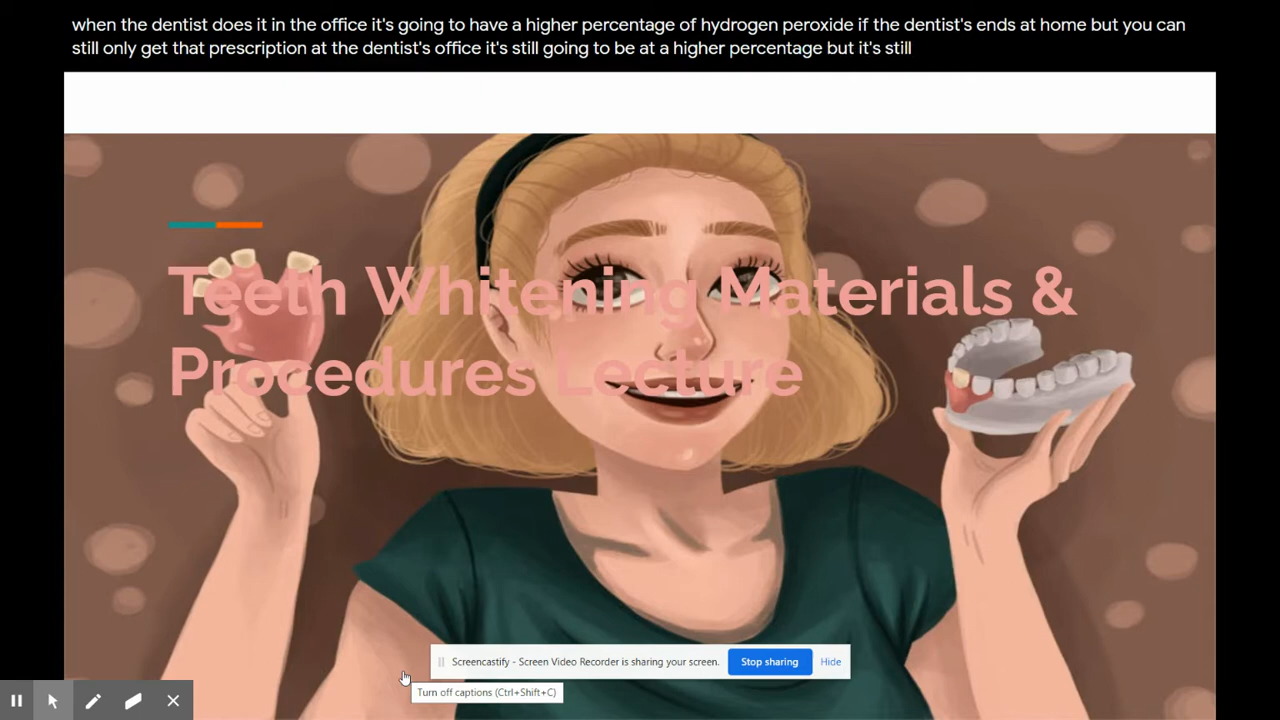 when the dentist does it in the office it's going to have a higher percentage of hydrogen peroxide if the dentist's ends at home but you can
still only get that prescription at the dentist's office it's still going to be at a higher percentage but it's still
Teeth Whitening Materials &
Procedures Lecture
Screencastify - Screen Video Recorder is sharing your screen. Stop sharing Hide
Turn off captions (Ctrl+Shift+C)